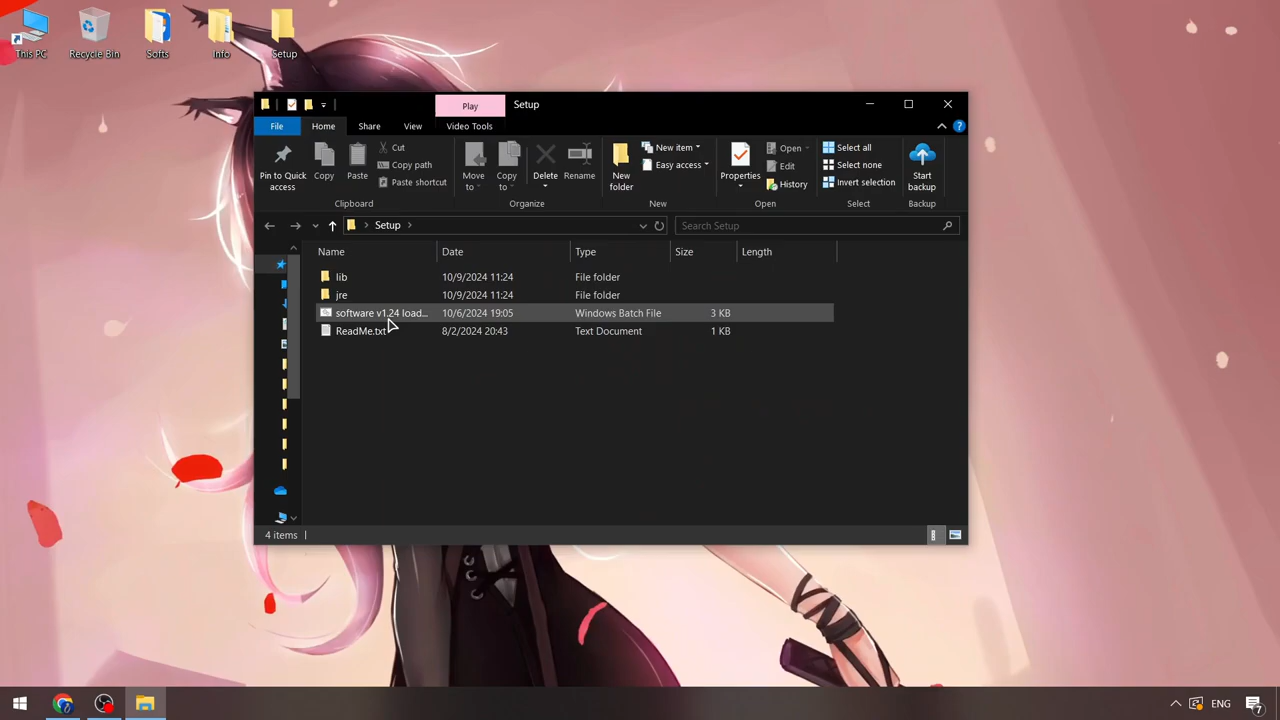 This PC
Recycle Bin
Softs
Info
Setup
Play
Setup
File
Home
Share
View
Video Tools
Pin to Quick access
Copy
Paste
Cut
Copy path
Paste shortcut
Clipboard
Move to
Copy to
Delete
Rename
Organize
New folder
New item
Easy access
New
Properties
Open
Edit
History
Open
Select all
Select none
Invert selection
Select
Start backup
Backup
Setup
Search Setup
Name
Date
Type
Size
Length
lib
10/9/2024 11:24
File folder
jre
10/9/2024 11:24
File folder
software v1.24 load...
10/6/2024 19:05
Windows Batch File
3 KB
ReadMe.txt
8/2/2024 20:43
Text Document
1 KB
4 items
ENG
7